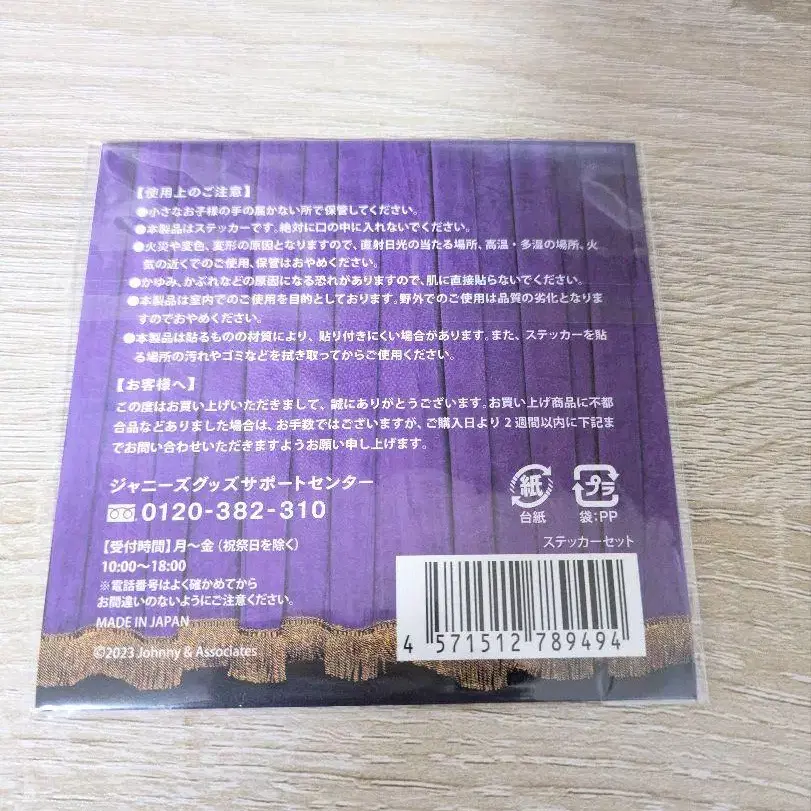 【使用上のご注意】
●小さなお子様の手の届かない所で保管してください。
●本製品はステッカーです。絶対に口の中に入れないでください。
●火災や変色、変形の原因となりますので、直射日光の当たる場所、高温・多湿の場所、火
気の近くでのご使用、保管はおやめください。
●かゆみ、かぶれなどの原因になる恐れがありますので、肌に直接貼らないでください。
●本製品は室内でのご使用を目的としております。野外でのご使用は品質の劣化となりま
すのでおやめください。
●本製品は貼るものの材質により、貼り付きにくい場合があります。また、ステッカーを貼
る場所の汚れやゴミなどを拭き取ってからご使用ください。
【お客様へ】
この度はお買い上げいただきまして、誠にありがとうございます。お買い上げ商品に不都
合品などありました場合は、お手数ではございますが、ご購入日より2週間以内に下記ま
でお問い合わせいただきますようお願い申し上げます。
ジャニーズグッズサポートセンター
0120-382-310
【受付時間】月〜金（祝祭日を除く）
10:00〜18:00
※電話番号はよく確かめてから
お間違いのないようにご注意ください。
MADE IN JAPAN
©2023 Johnny & Associates
紙 プラ
台紙 袋:PP
ステッカーセット
4 571512 789494